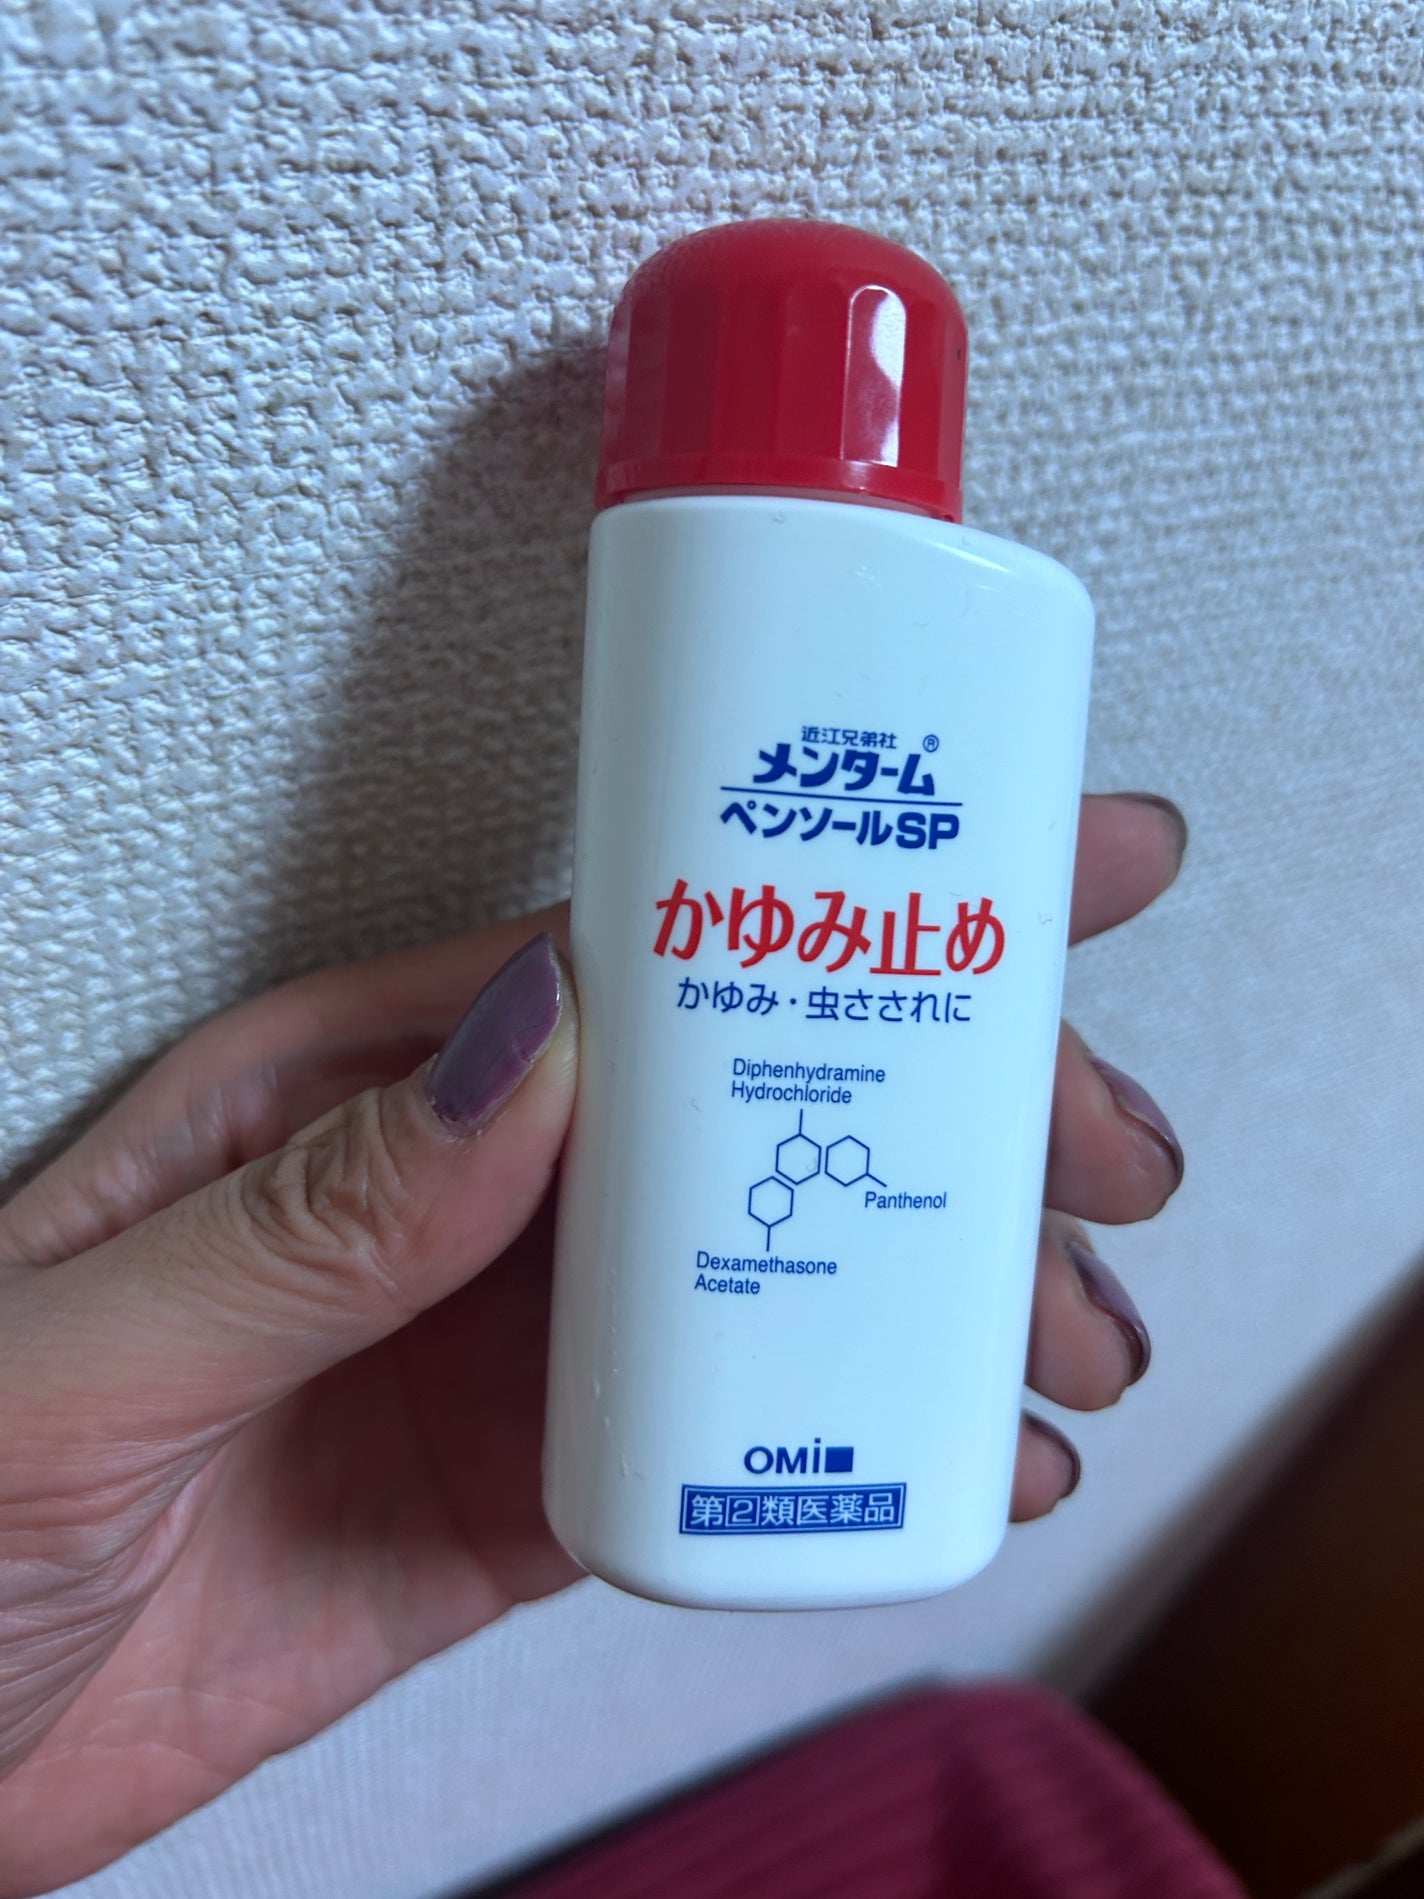 近江兄弟社
メンターム®
ペンソールSP
かゆみ止め
かゆみ・虫さされに
Diphenhydramine
Hydrochloride
Panthenol
Dexamethasone
Acetate
OMi
第②類医薬品